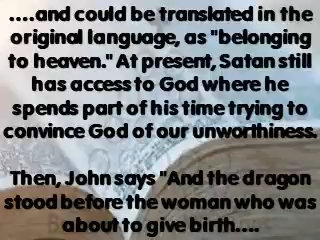 ....and could be translated in the
original language, as "belonging
to heaven." At present, Satan still
has access to God where he
spends part of his time trying to
convince God of our unworthiness.
Then, John says "And the dragon
stood before the woman who was
about to give birth....